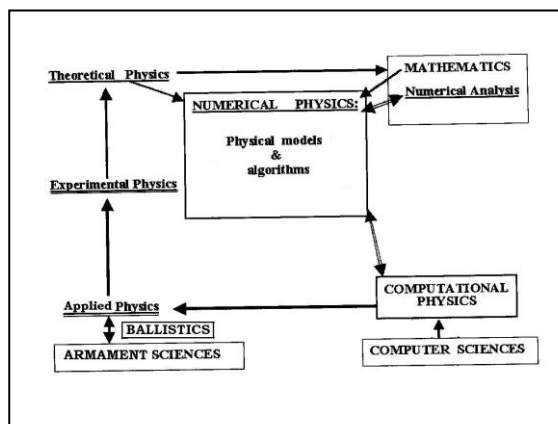 Theoretical Physics
MATHEMATICS
Numerical Analysis
NUMERICAL PHYSICS:
Physical models
&
algorithms
Experimental Physics
Applied Physics
COMPUTATIONAL
PHYSICS
BALLISTICS
ARMAMENT SCIENCES
COMPUTER SCIENCES